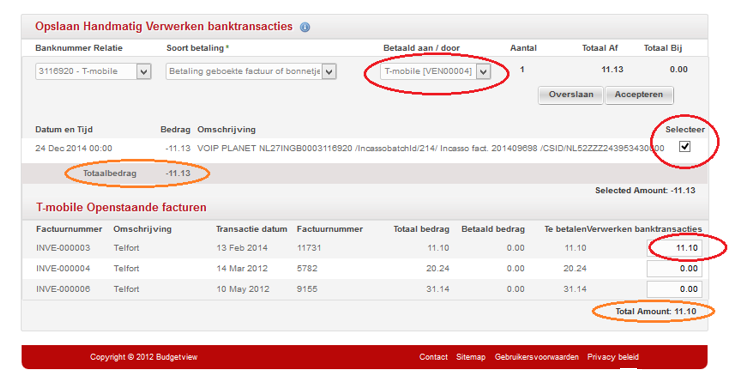 Opslaan Handmatig Verwerken banktransacties
Banknummer Relatie Soort betaling* Betaald aan / door Aantal Totaal Af Totaal Bij
3116920 - T-mobile Betaling geboekte factuur of bonnetje T-mobile [VEN00004] 1 11.13 0.00
Overslaan Accepteren
Datum en Tijd Bedrag Omschrijving Selecteer
24 Dec 2014 00:00 -11.13 VOIP PLANET NL27INGB0003116920 /IncassobatchId/214/ Incasso fact. 201409698 /CSID/NL52ZZZ243953430000
Totaalbedrag -11.13
Selected Amount: -11.13
T-mobile Openstaande facturen
Factuurnummer Omschrijving Transactie datum Factuurnummer Totaal bedrag Betaald bedrag Te betalen Verwerken banktransacties
INVE-000003 Telfort 13 Feb 2014 11731 11.10 0.00 11.10 11.10
INVE-000004 Telfort 14 Mar 2012 5782 20.24 0.00 20.24 0.00
INVE-000006 Telfort 10 May 2012 9155 31.14 0.00 31.14 0.00
Total Amount: 11.10
Copyright © 2012 Budgetview Contact Sitemap Gebruikersvoorwaarden Privacy beleid